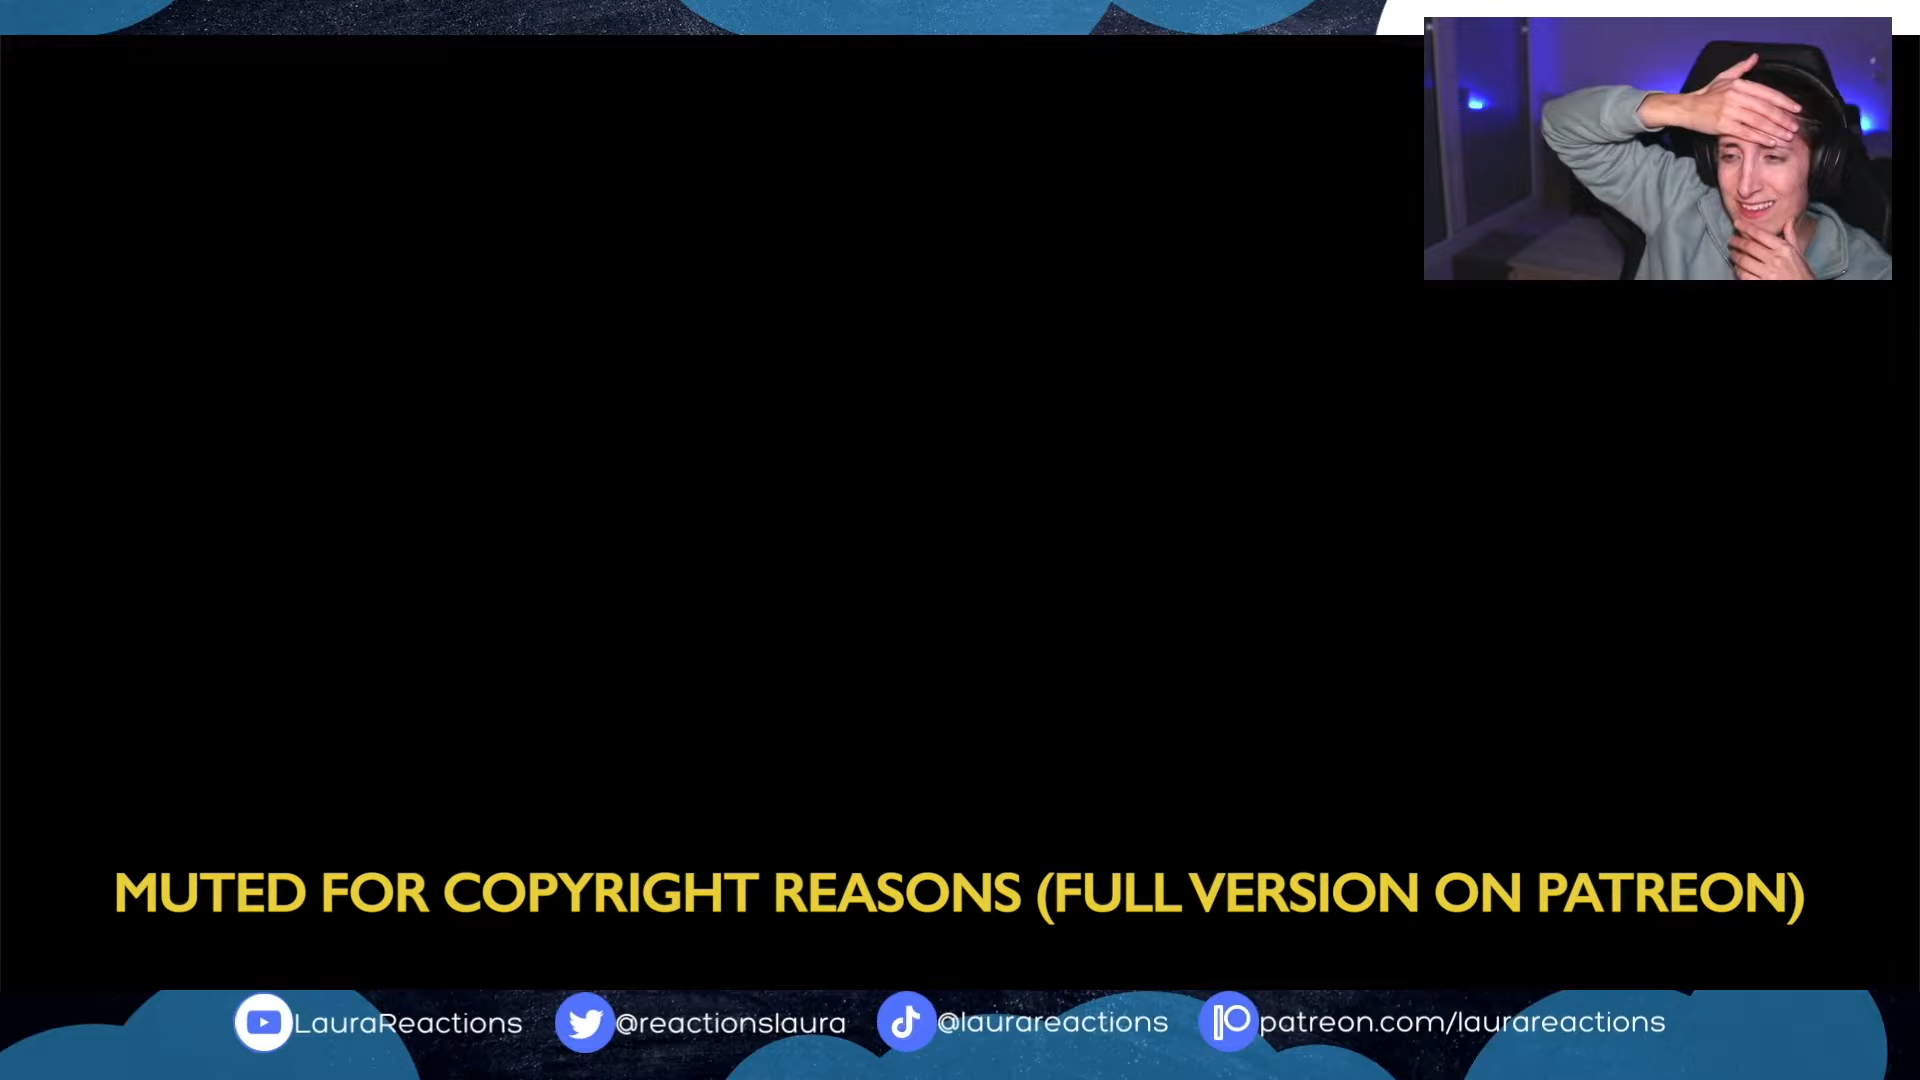 MUTED FOR COPYRIGHT REASONS (FULL VERSION ON PATREON)
LauraReactions @reactionslaura @laurareactions patreon.com/laurareactions